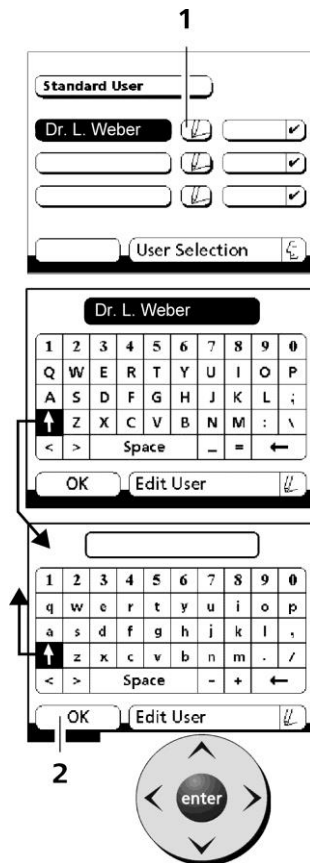 1
Standard User
Dr. L. Weber ✔
✔
✔
User Selection
Dr. L. Weber
1 2 3 4 5 6 7 8 9 0
Q W E R T Y U I O P
A S D F G H J K L ;
↑ Z X C V B N M : \
< > Space _ = ←
OK Edit User
1 2 3 4 5 6 7 8 9 0
q w e r t y u i o p
a s d f g h j k l ,
↑ z x c v b n m . /
< > Space - + ←
OK Edit User
2
enter